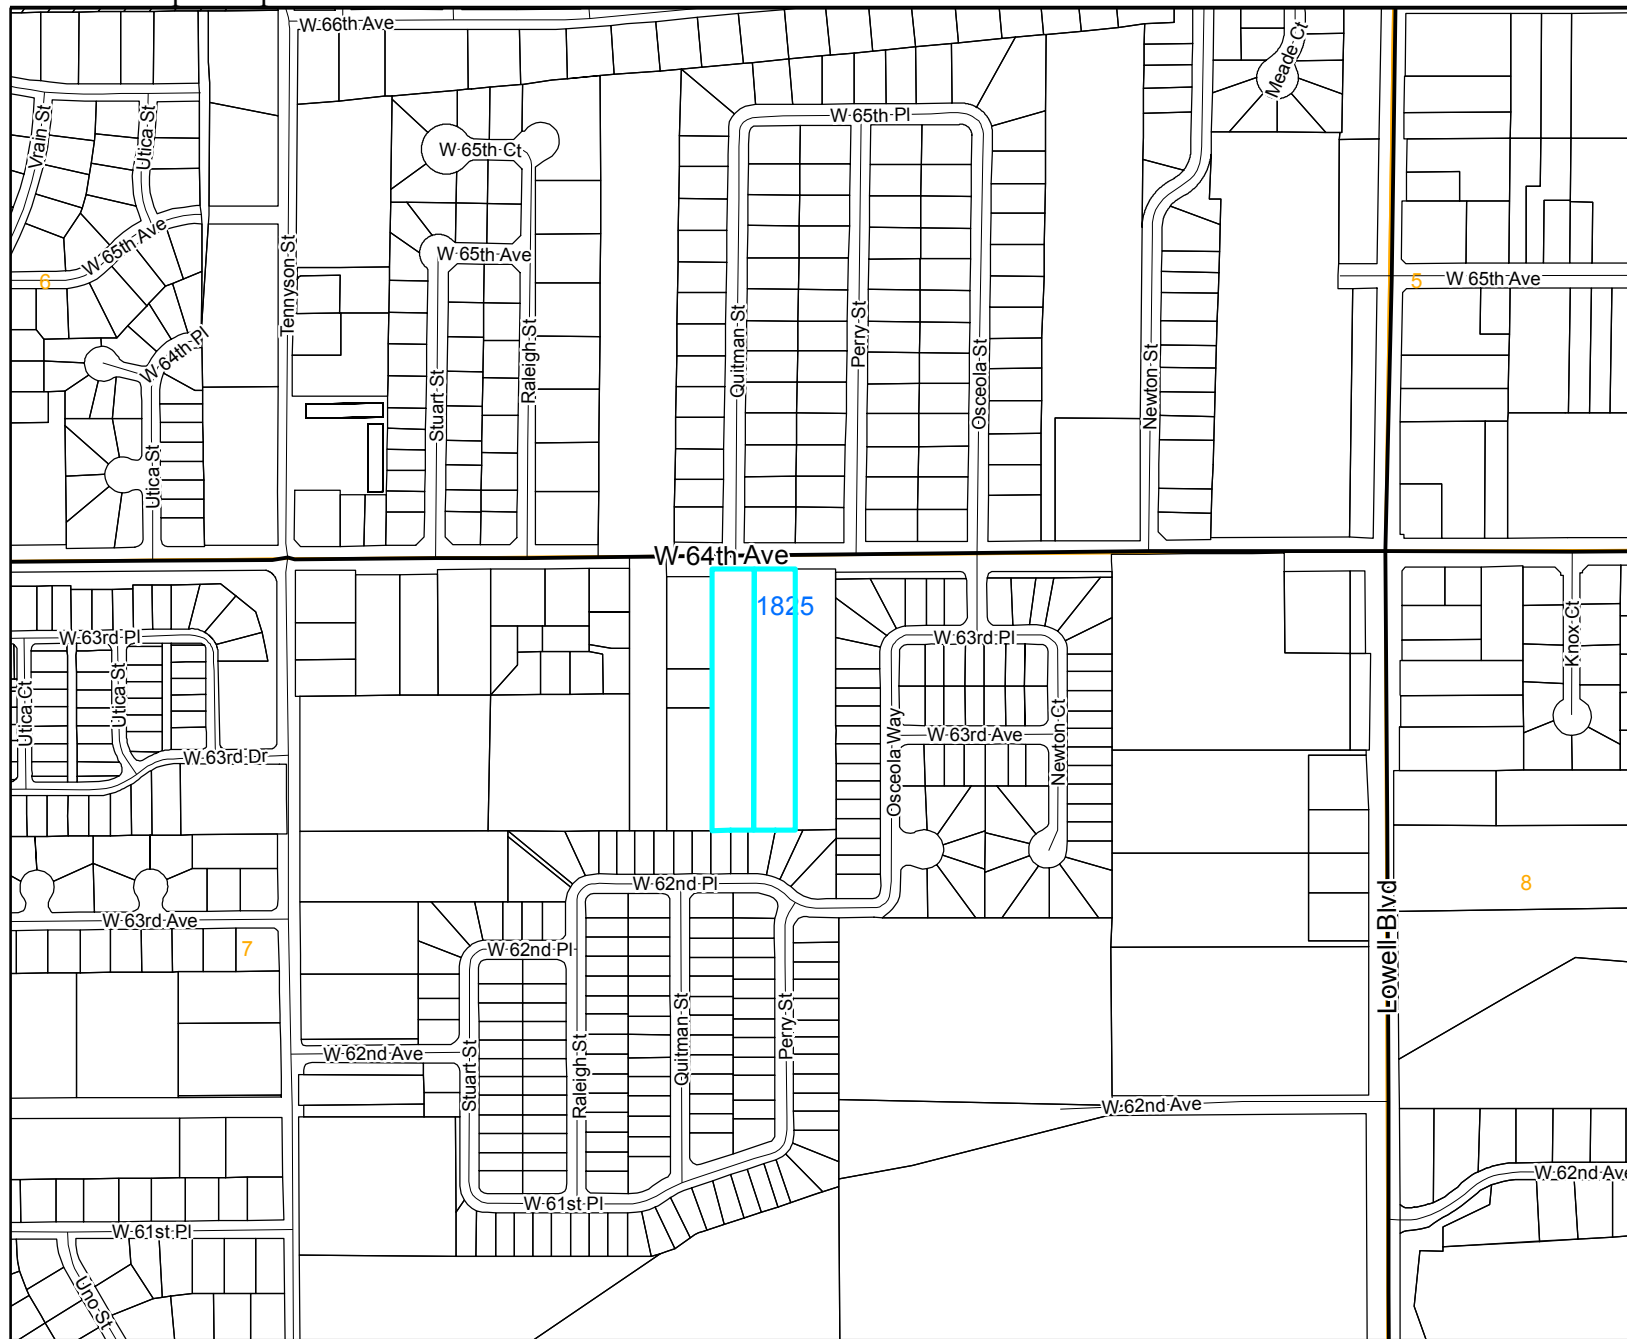 W 66th Ave
Meade Ct
Vrain St
Utica St
W 65th Pl
W 65th Ct
W 65th Ave
W 65th Ave
6
Tennyson St
5
W 65th Ave
W 64th Pl
Quitman St
Perry St
Osceola St
Raleigh St
Stuart St
Newton St
Utica St
W 64th Ave
1825
W 63rd Pl
W 63rd Pl
Knox Ct
Utica Ct
Utica St
W 63rd Ave
Osceola Way
Newton Ct
W 63rd Dr
W 62nd Pl
8
W 63rd Ave
7
W 62nd Pl
Lowell Blvd
W 62nd Ave
Stuart St
Raleigh St
Quitman St
Perry St
W 62nd Ave
W 62nd Ave
W 61st Pl
W 61st Pl
Uno St